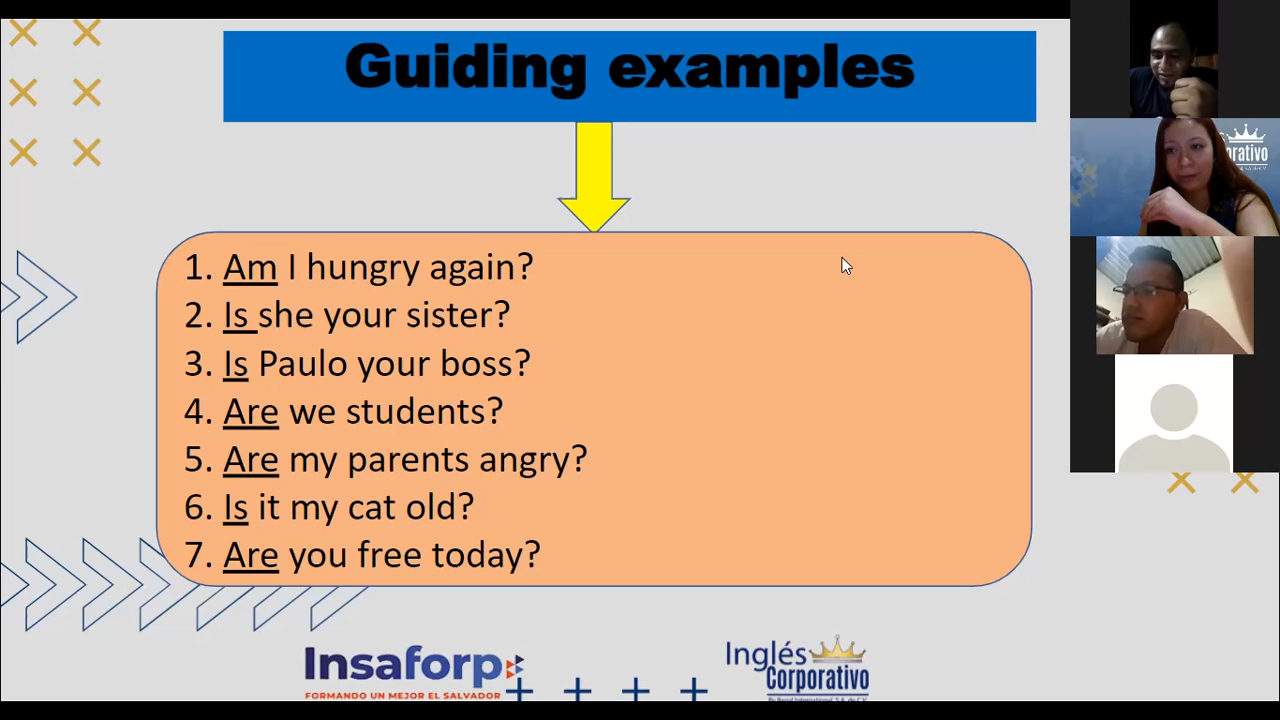 Guiding examples
1. Am I hungry again?
2. Is she your sister?
3. Is Paulo your boss?
4. Are we students?
5. Are my parents angry?
6. Is it my cat old?
7. Are you free today?
orativo
Insaforp
FORMANDO UN MEJOR EL SALVADOR
Inglés
Corporativo